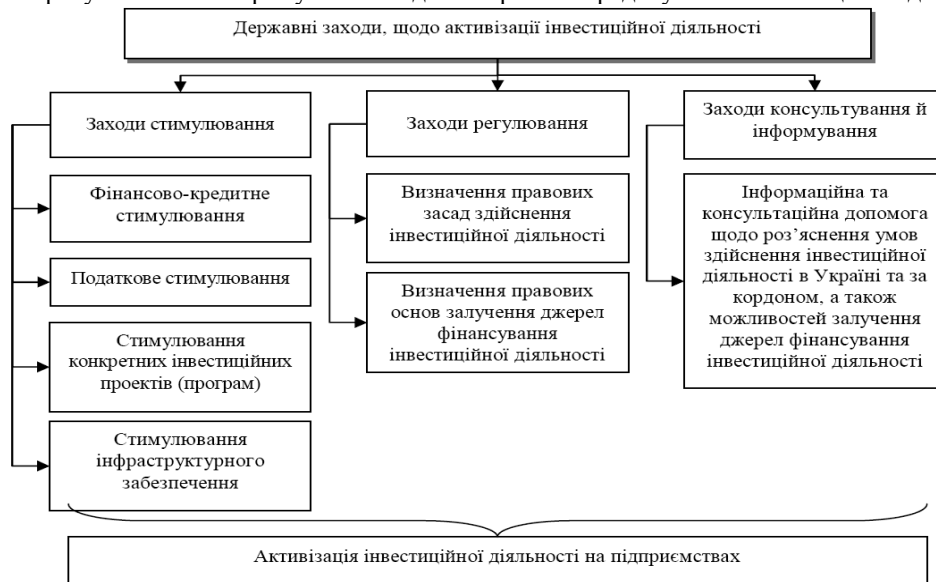 Державні заходи, щодо активізації інвестиційної діяльності
Заходи стимулювання
Фінансово-кредитне
стимулювання
Податкове стимулювання
Стимулювання
конкретних інвестиційних
проектів (програм)
Стимулювання
інфраструктурного
забезпечення
Заходи регулювання
Визначення правових
засад здійснення
інвестиційної діяльності
Визначення правових
основ залучення джерел
фінансування
інвестиційної діяльності
Заходи консультування й
інформування
Інформаційна та
консультаційна допомога
щодо роз’яснення умов
здійснення інвестиційної
діяльності в Україні та за
кордоном, а також
можливостей залучення
джерел фінансування
інвестиційної діяльності
Активізація інвестиційної діяльності на підприємствах